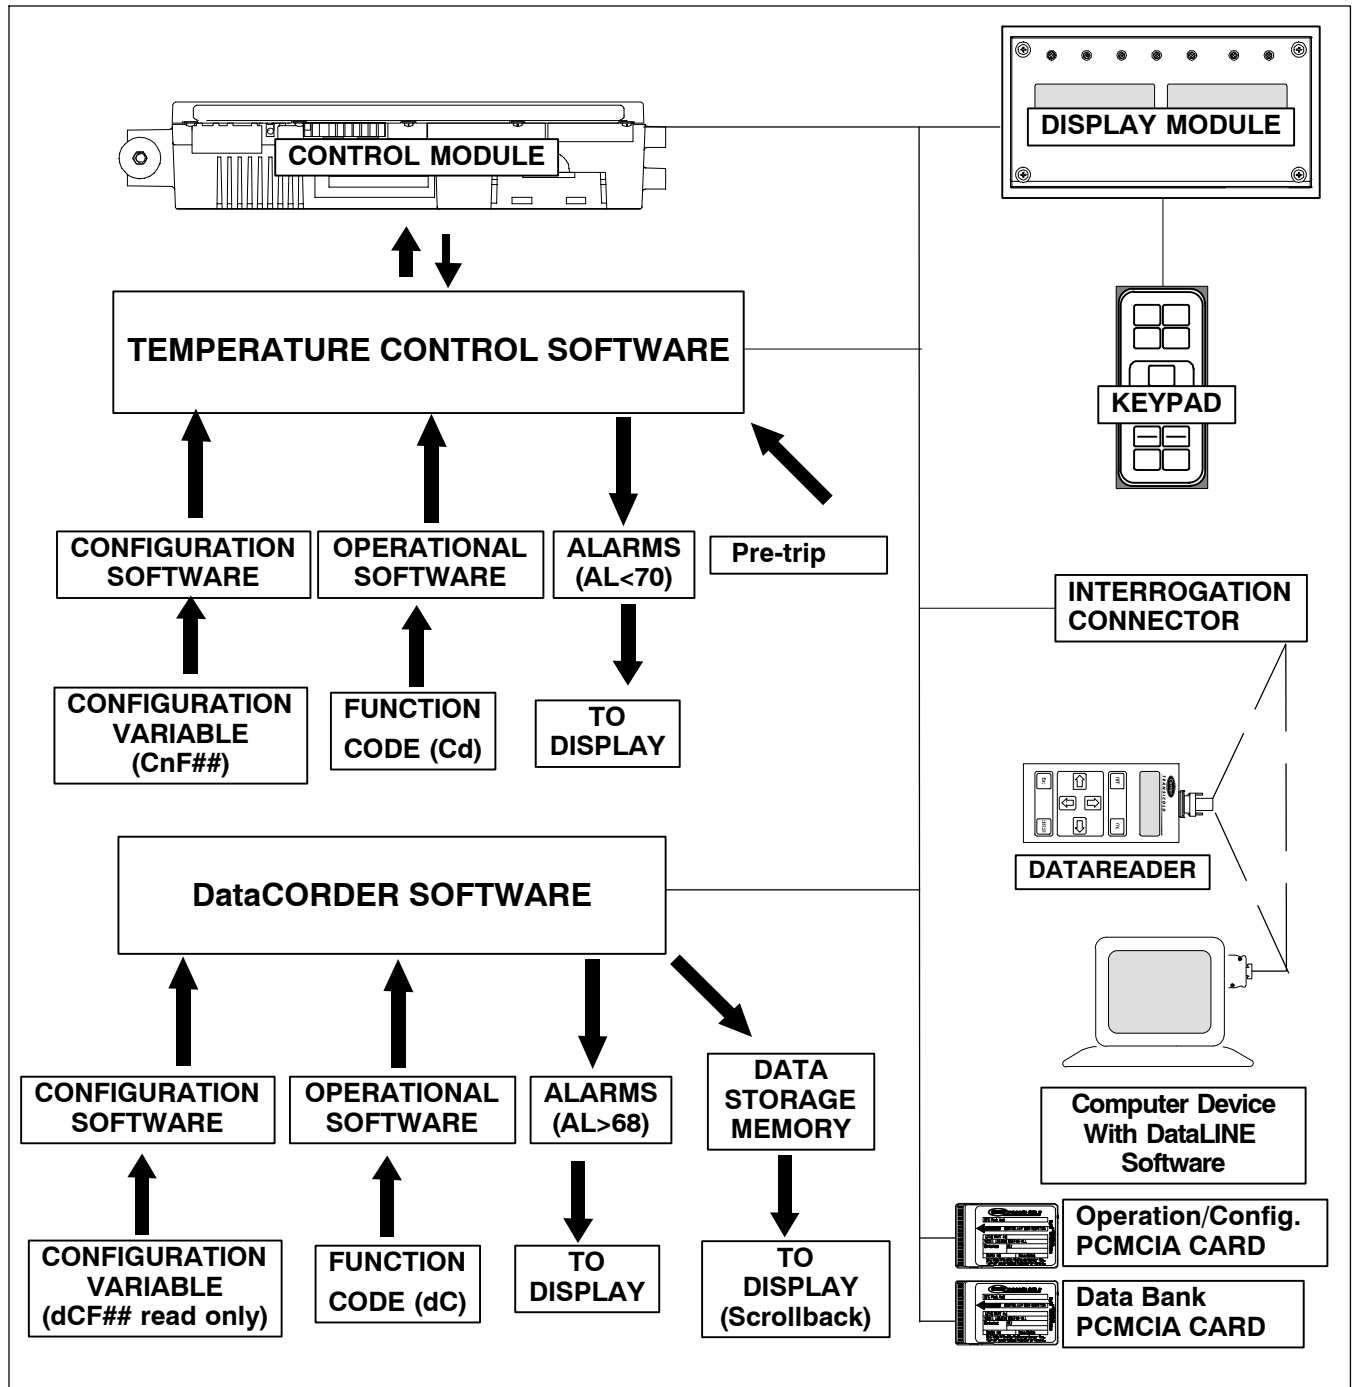 CONTROL MODULE
DISPLAY MODULE
TEMPERATURE CONTROL SOFTWARE
KEYPAD
CONFIGURATION
SOFTWARE
OPERATIONAL
SOFTWARE
ALARMS
(AL<70)
Pre-trip
INTERROGATION
CONNECTOR
CONFIGURATION
VARIABLE
(CnF##)
FUNCTION
CODE (Cd)
TO
DISPLAY
DATAREADER
DataCORDER SOFTWARE
CONFIGURATION
SOFTWARE
OPERATIONAL
SOFTWARE
ALARMS
(AL>68)
DATA
STORAGE
MEMORY
Computer Device
With DataLINE
Software
CONFIGURATION
VARIABLE
(dCF## read only)
FUNCTION
CODE (dC)
TO
DISPLAY
TO
DISPLAY
(Scrollback)
Operation/Config.
PCMCIA CARD
Data Bank
PCMCIA CARD